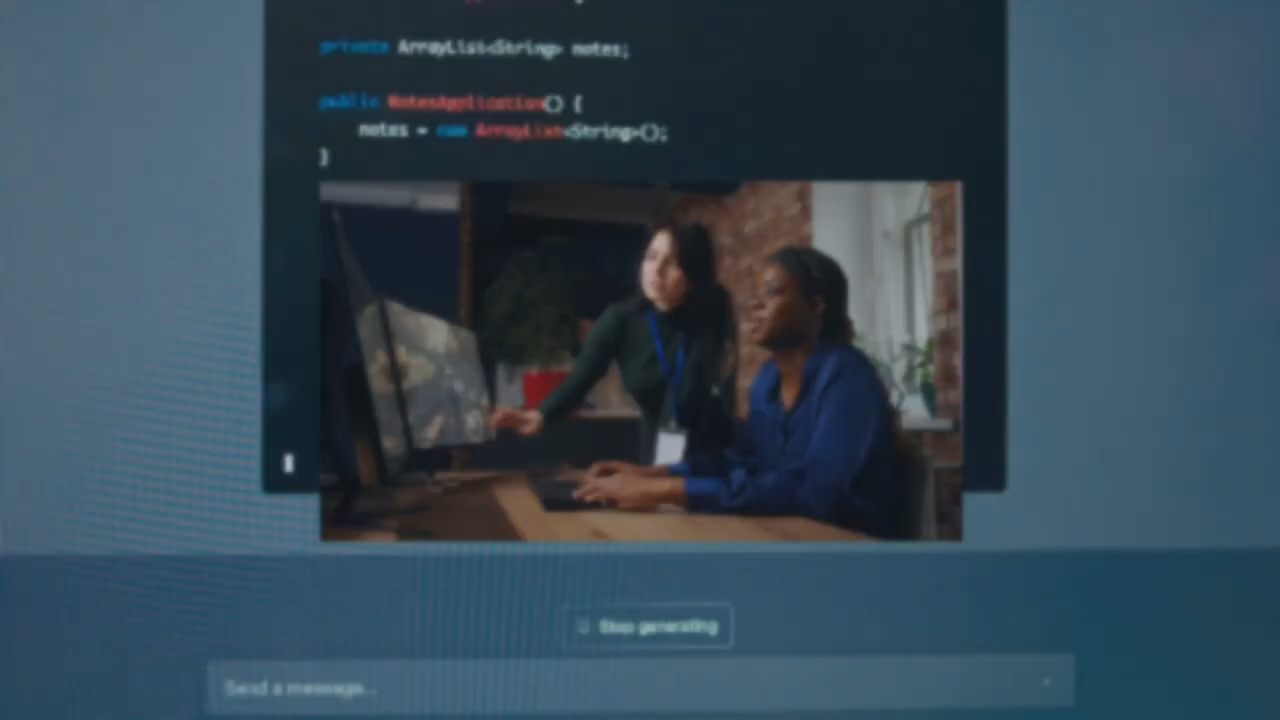 private ArrayList<String> notes;
public NotesApplication() {
notes = new ArrayList<String>();
}
Stop generating
Send a message...